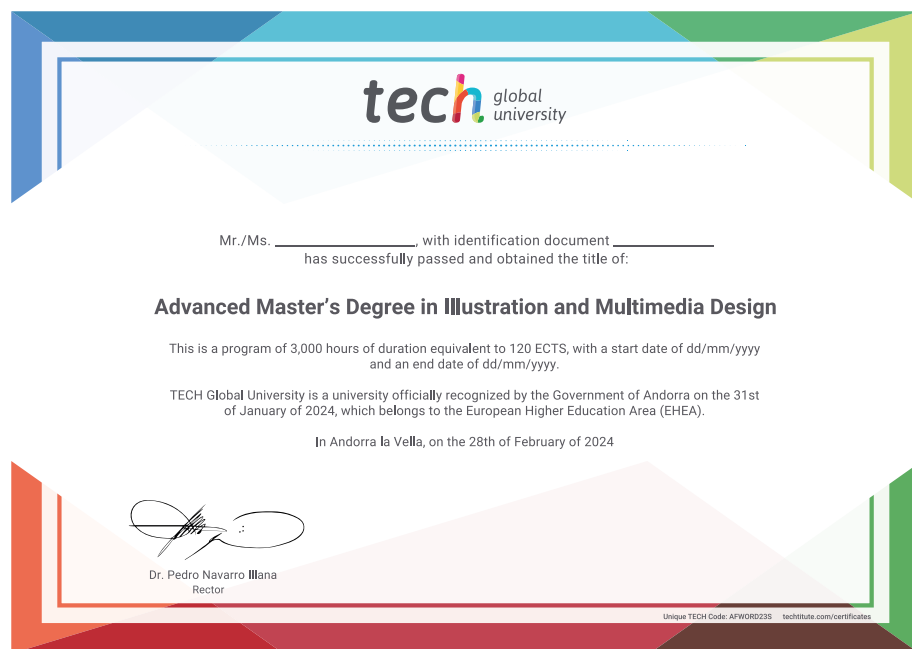 tech global university
Mr./Ms. ____________, with identification document ____________
has successfully passed and obtained the title of:
Advanced Master's Degree in Illustration and Multimedia Design
This is a program of 3,000 hours of duration equivalent to 120 ECTS, with a start date of dd/mm/yyyy
and an end date of dd/mm/yyyy.
TECH Global University is a university officially recognized by the Government of Andorra on the 31st
of January of 2024, which belongs to the European Higher Education Area (EHEA).
In Andorra la Vella, on the 28th of February of 2024
Dr. Pedro Navarro Illana
Rector
Unique TECH Code: AFWORD23S techtitute.com/certificates